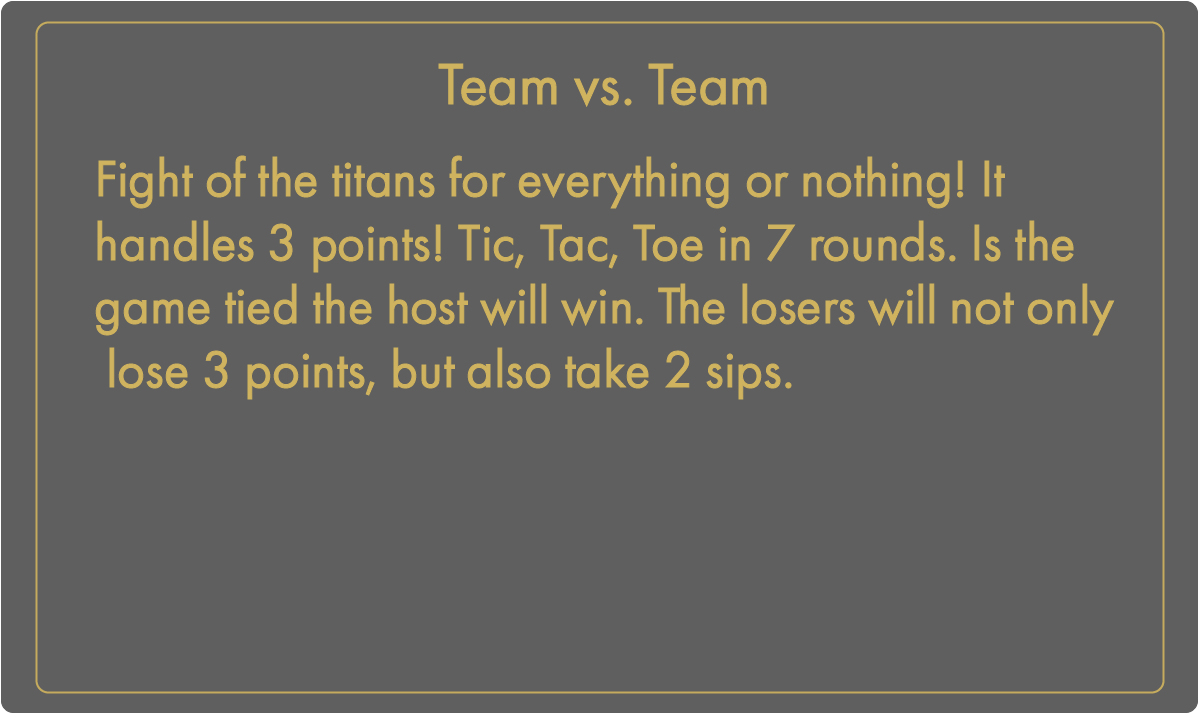 Team vs. Team
Fight of the titans for everything or nothing! It
handles 3 points! Tic, Tac, Toe in 7 rounds. Is the
game tied the host will win. The losers will not only
lose 3 points, but also take 2 sips.